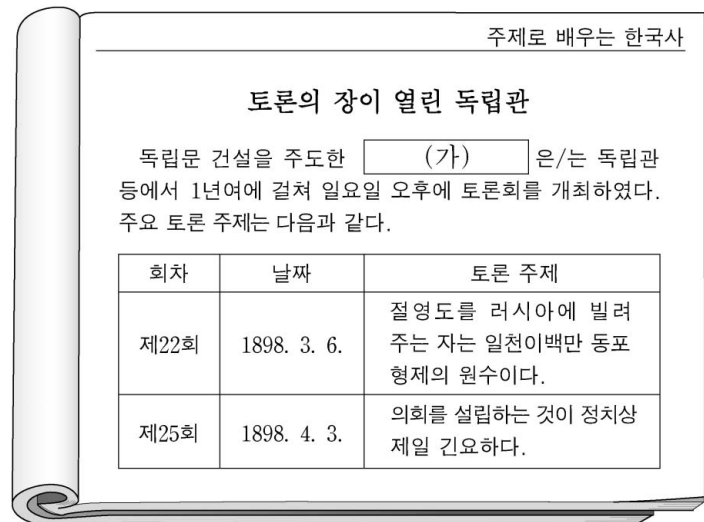 주제로 배우는 한국사
토론의 장이 열린 독립관
독립문 건설을 주도한 (가) 은/는 독립관
등에서 1년여에 걸쳐 일요일 오후에 토론회를 개최하였다.
주요 토론 주제는 다음과 같다.
회차 날짜 토론 주제
제22회 1898. 3. 6. 절영도를 러시아에 빌려
주는 자는 일천이백만 동포
형제의 원수이다.
제25회 1898. 4. 3. 의회를 설립하는 것이 정치상
제일 긴요하다.